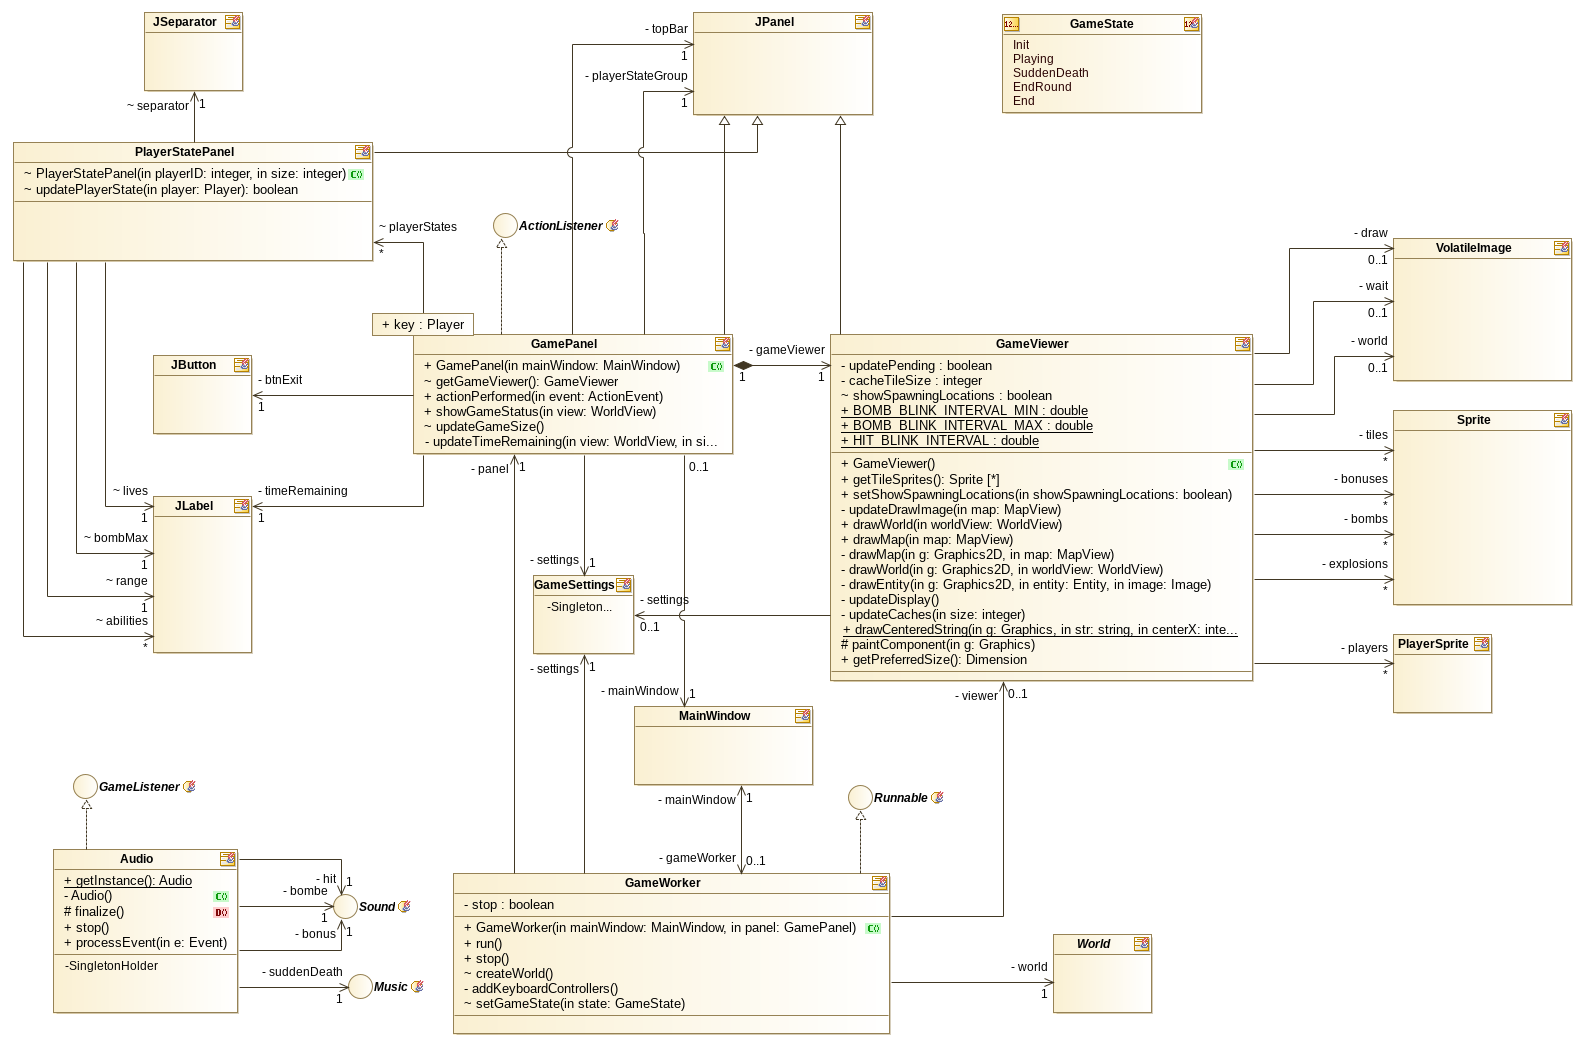 JSeparator
JPanel
GameState
Init
Playing
SuddenDeath
EndRound
End
- topBar
1
- playerStateGroup
1
~ separator
1
PlayerStatePanel
~ PlayerStatePanel(in playerID: integer, in size: integer)
~ updatePlayerState(in player: Player): boolean
~ playerStates
*
ActionListener
- draw
0..1
- wait
0..1
- world
0..1
VolatileImage
+ key : Player
GamePanel
+ GamePanel(in mainWindow: MainWindow)
~ getGameViewer(): GameViewer
+ actionPerformed(in event: ActionEvent)
+ showGameStatus(in view: WorldView)
~ updateGameSize()
- updateTimeRemaining(in view: WorldView, in si...
- gameViewer
1
1
GameViewer
- updatePending : boolean
- cacheTileSize : integer
~ showSpawningLocations : boolean
+ BOMB_BLINK_INTERVAL_MIN : double
+ BOMB_BLINK_INTERVAL_MAX : double
+ HIT_BLINK_INTERVAL : double
+ GameViewer()
+ getTileSprites(): Sprite [*]
+ setShowSpawningLocations(in showSpawningLocations: boolean)
- updateDrawImage(in map: MapView)
+ drawWorld(in worldView: WorldView)
+ drawMap(in map: MapView)
- drawMap(in g: Graphics2D, in map: MapView)
- drawWorld(in g: Graphics2D, in worldView: WorldView)
- drawEntity(in g: Graphics2D, in entity: Entity, in image: Image)
- updateDisplay()
- updateCaches(in size: integer)
+ drawCenteredString(in g: Graphics, in str: string, in centerX: inte...
# paintComponent(in g: Graphics)
+ getPreferredSize(): Dimension
JButton
- btnExit
1
Sprite
- tiles
*
- bonuses
*
- bombs
*
- explosions
*
PlayerSprite
- players
*
JLabel
~ lives
1
~ bombMax
1
~ range
1
~ abilities
*
- timeRemaining
1
- panel
1
0..1
- settings
1
GameSettings
-Singleton...
- settings
0..1
- settings
1
- mainWindow
1
MainWindow
- viewer
0..1
- mainWindow
1
- gameWorker
0..1
GameListener
Runnable
Audio
+ getInstance(): Audio
- Audio()
# finalize()
+ stop()
+ processEvent(in e: Event)
-SingletonHolder
- hit
1
- bombe
1
- bonus
1
Sound
- suddenDeath
1
Music
GameWorker
- stop : boolean
+ GameWorker(in mainWindow: MainWindow, in panel: GamePanel)
+ run()
+ stop()
~ createWorld()
- addKeyboardControllers()
~ setGameState(in state: GameState)
- world
1
World